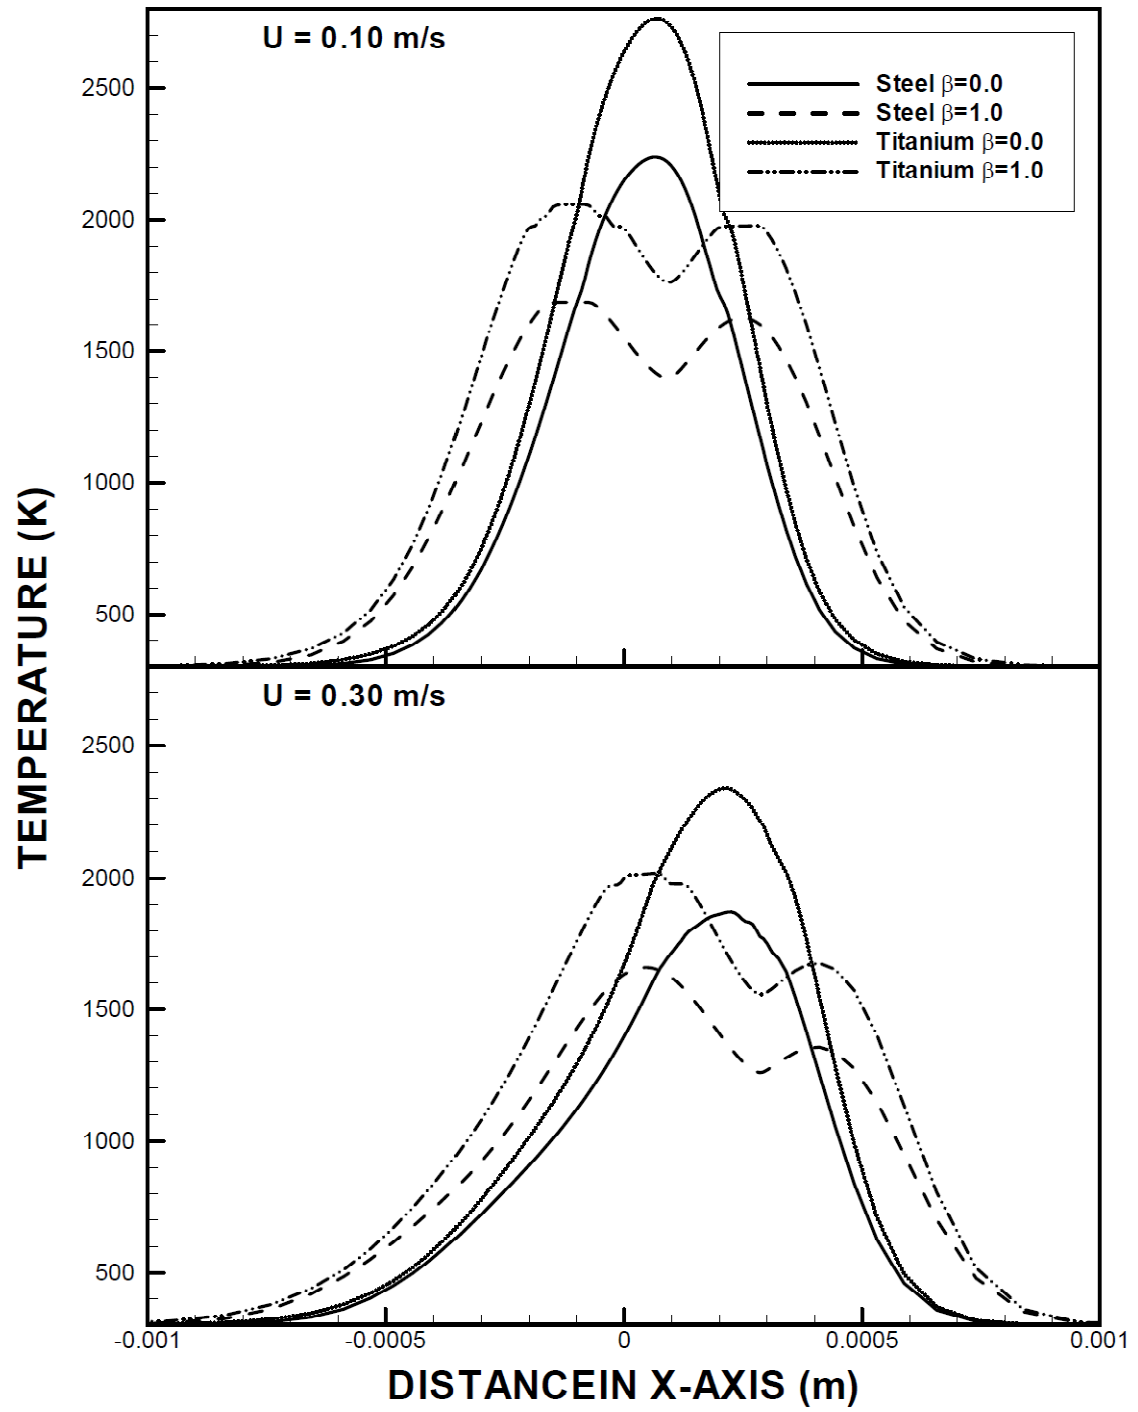 U = 0.10 m/s
Steel β=0.0
Steel β=1.0
Titanium β=0.0
Titanium β=1.0
2500
2000
1500
1000
500
TEMPERATURE (K)
U = 0.30 m/s
2500
2000
1500
1000
500
-0.001 -0.0005 0 0.0005 0.001
DISTANCEIN X-AXIS (m)